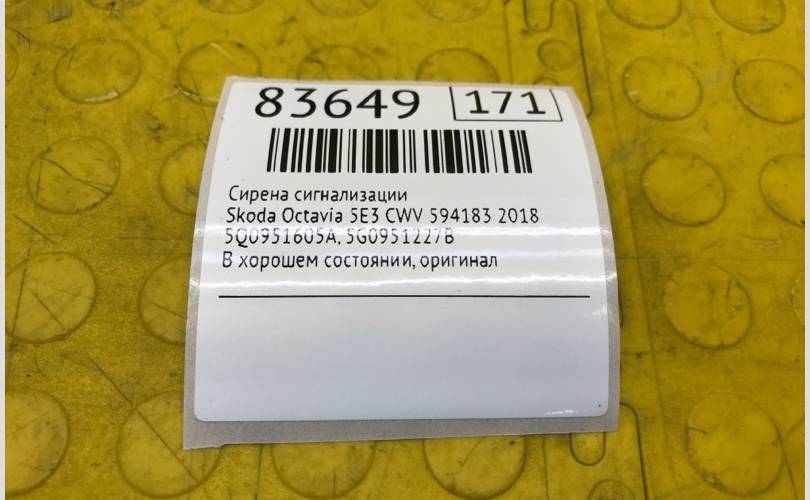 83649 171
Сирена сигнализации
Skoda Octavia 5E3 CWV 594183 2018
5Q0951605A, 5G0951227B
В хорошем состоянии, оригинал